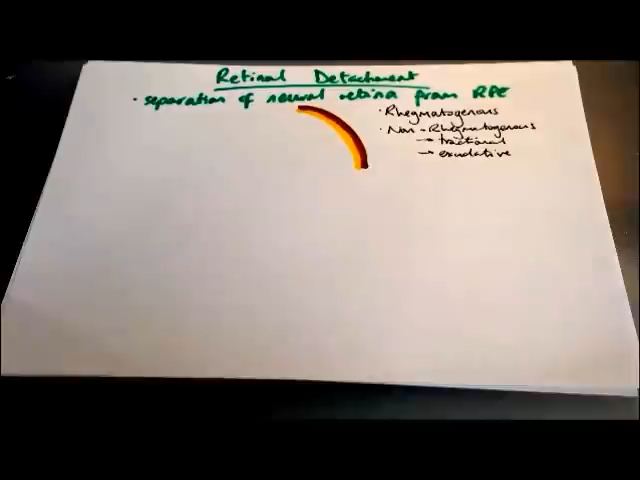 Retinal Detachment
· separation of neural retina from RPE
· Rhegmatogenous
· Non-Rhegmatogenous
→ tractional
→ exudative